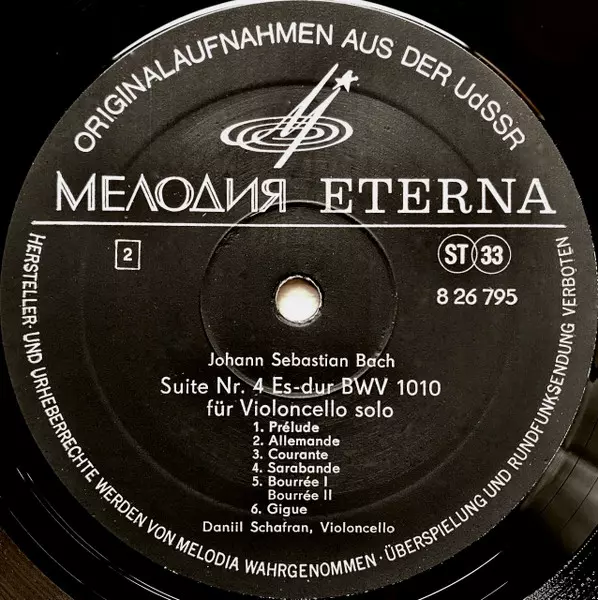 ORIGINALAUFNAHMEN AUS DER UdSSR
МЕЛОДИЯ ETERNA
2
ST 33
8 26 795
Johann Sebastian Bach
Suite Nr. 4 Es-dur BWV 1010
für Violoncello solo
1. Prélude
2. Allemande
3. Courante
4. Sarabande
5. Bourrée I
Bourrée II
6. Gigue
Daniil Schafran, Violoncello
HERSTELLER- UND URHEBERRECHTE WERDEN VON MELODIA WAHRGENOMMEN · ÜBERSPIELUNG UND RUNDFUNKSENDUNG VERBOTEN